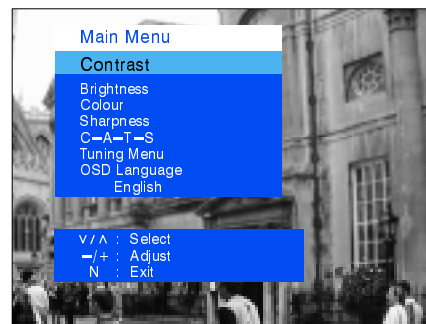 Main Menu
Contrast
Brightness
Colour
Sharpness
C–A–T–S
Tuning Menu
OSD Language
English
∨/∧ : Select
–/+ : Adjust
N : Exit